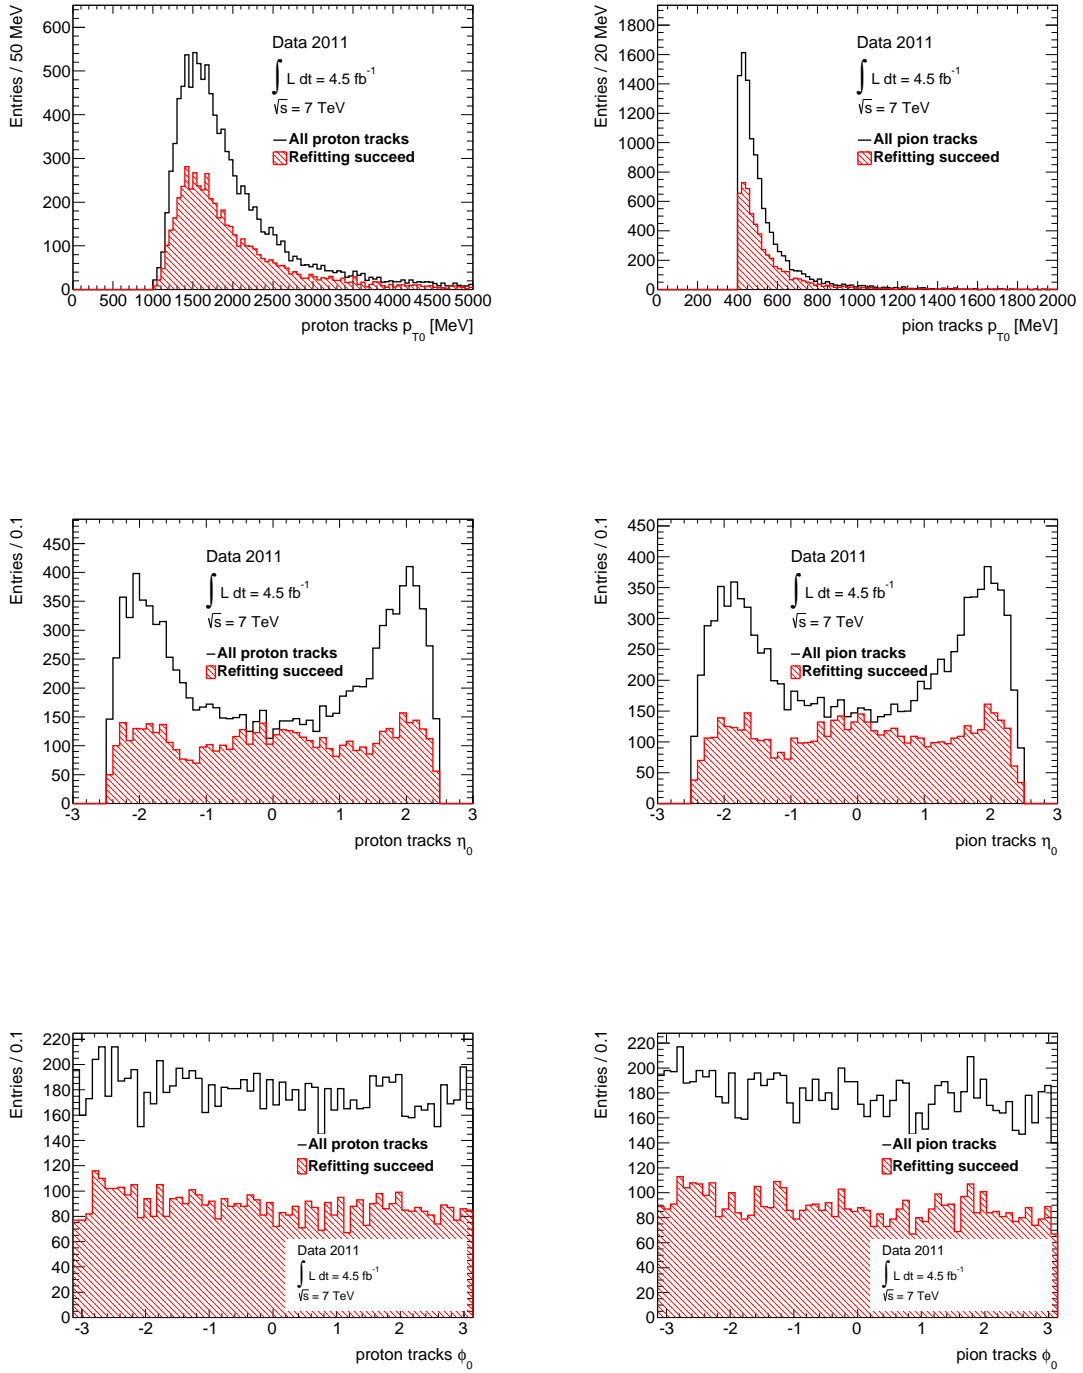 Entries / 50 MeV
600
500
400
300
200
100
0
Data 2011
∫ L dt = 4.5 fb⁻¹
√s = 7 TeV
All proton tracks
Refitting succeed
0 500 1000 1500 2000 2500 3000 3500 4000 4500 5000
proton tracks p_T0 [MeV]
Entries / 20 MeV
1800
1600
1400
1200
1000
800
600
400
200
0
Data 2011
∫ L dt = 4.5 fb⁻¹
√s = 7 TeV
All pion tracks
Refitting succeed
0 200 400 600 800 1000 1200 1400 1600 1800 2000
pion tracks p_T0 [MeV]
Entries / 0.1
450
400
350
300
250
200
150
100
50
0
Data 2011
∫ L dt = 4.5 fb⁻¹
√s = 7 TeV
All proton tracks
Refitting succeed
-3 -2 -1 0 1 2 3
proton tracks η_0
Entries / 0.1
450
400
350
300
250
200
150
100
50
0
Data 2011
∫ L dt = 4.5 fb⁻¹
√s = 7 TeV
All pion tracks
Refitting succeed
-3 -2 -1 0 1 2 3
pion tracks η_0
Entries / 0.1
220
200
180
160
140
120
100
80
60
40
20
0
All proton tracks
Refitting succeed
Data 2011
∫ L dt = 4.5 fb⁻¹
√s = 7 TeV
-3 -2 -1 0 1 2 3
proton tracks ϕ_0
Entries / 0.1
220
200
180
160
140
120
100
80
60
40
20
0
All pion tracks
Refitting succeed
Data 2011
∫ L dt = 4.5 fb⁻¹
√s = 7 TeV
-3 -2 -1 0 1 2 3
pion tracks ϕ_0